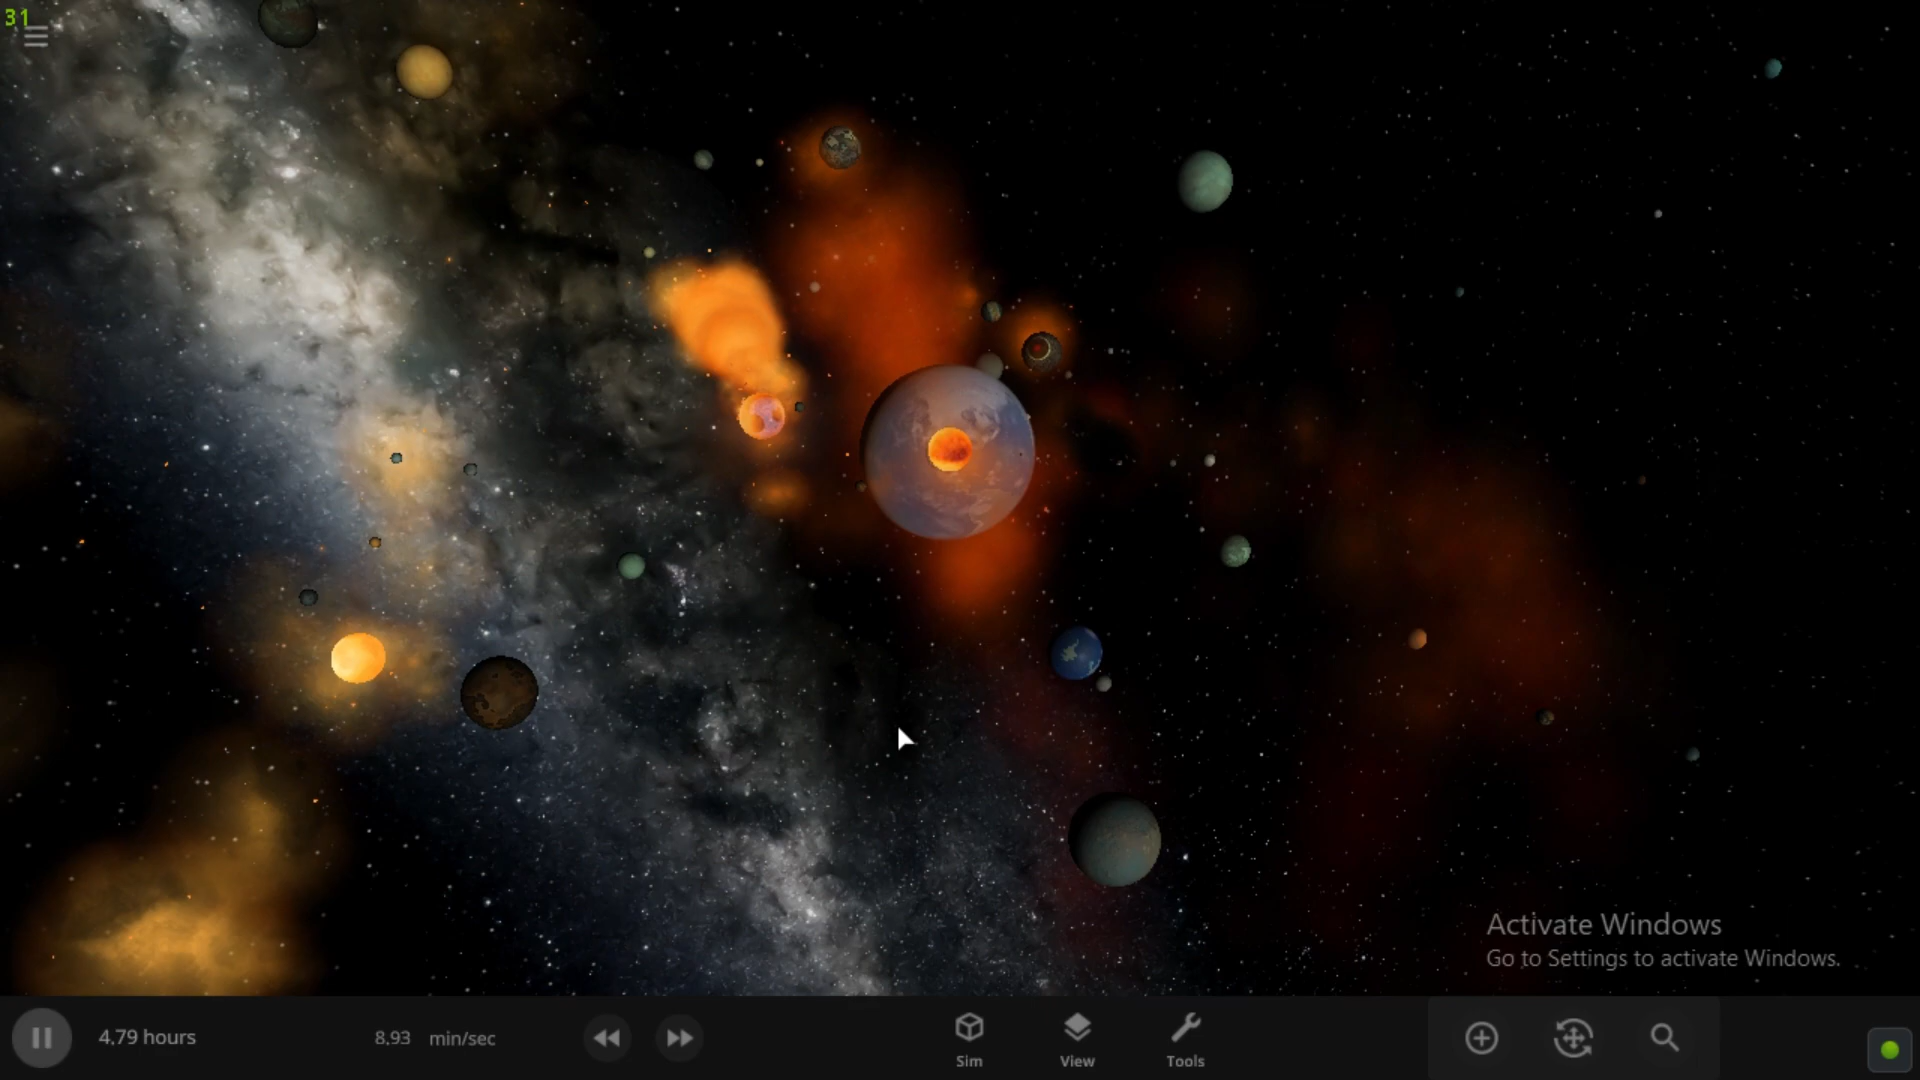 31
Activate Windows
Go to Settings to activate Windows.
4.79 hours
8.93 min/sec
Sim
View
Tools